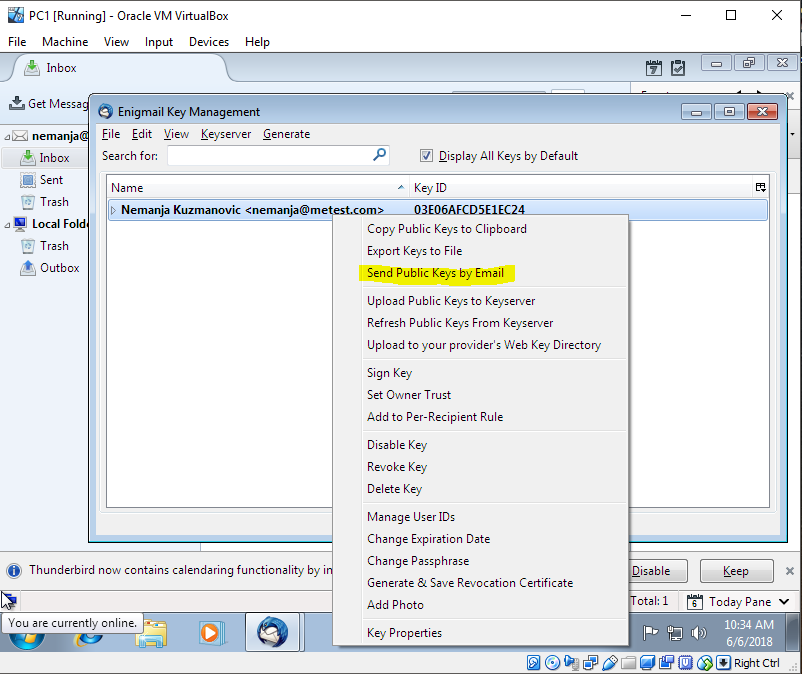 PC1 [Running] - Oracle VM VirtualBox
File Machine View Input Devices Help
Inbox
7
Get Messag
Enigmail Key Management
nemanja@
File Edit View Keyserver Generate
Inbox
Search for: Display All Keys by Default
Sent
Name Key ID
Trash
Nemanja Kuzmanovic <nemanja@metest.com> 03E06AFCD5E1EC24
Local Folde
Copy Public Keys to Clipboard
Trash
Export Keys to File
Outbox
Send Public Keys by Email
Upload Public Keys to Keyserver
Refresh Public Keys From Keyserver
Upload to your provider's Web Key Directory
Sign Key
Set Owner Trust
Add to Per-Recipient Rule
Disable Key
Revoke Key
Delete Key
Manage User IDs
Change Expiration Date
Change Passphrase
Generate & Save Revocation Certificate
Add Photo
Key Properties
Thunderbird now contains calendaring functionality by in
Disable Keep
Total: 1 6 Today Pane
You are currently online.
10:34 AM
6/6/2018
Right Ctrl